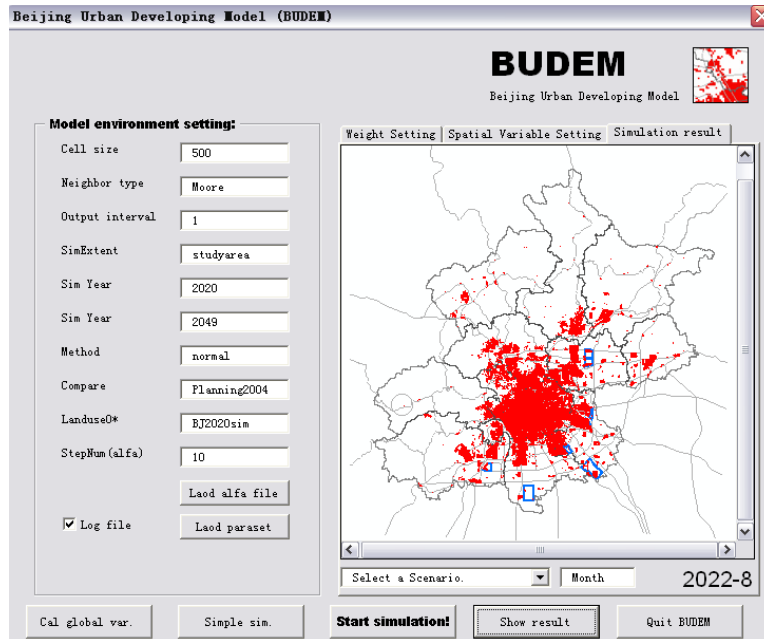 Beijing Urban Developing Model (BUDEM)
BUDEM
Beijing Urban Developing Model
Model environment setting:
Cell size 500
Neighbor type Moore
Output interval 1
SimExtent studyarea
Sim Year 2020
Sim Year 2049
Method normal
Compare Planning2004
Landuse0* BJ2020sim
StepNum(alfa) 10
Laod alfa file
Log file Laod paraset
Weight Setting Spatial Variable Setting Simulation result
Select a Scenario. Month 2022-8
Cal global var. Simple sim. Start simulation! Show result Quit BUDEM